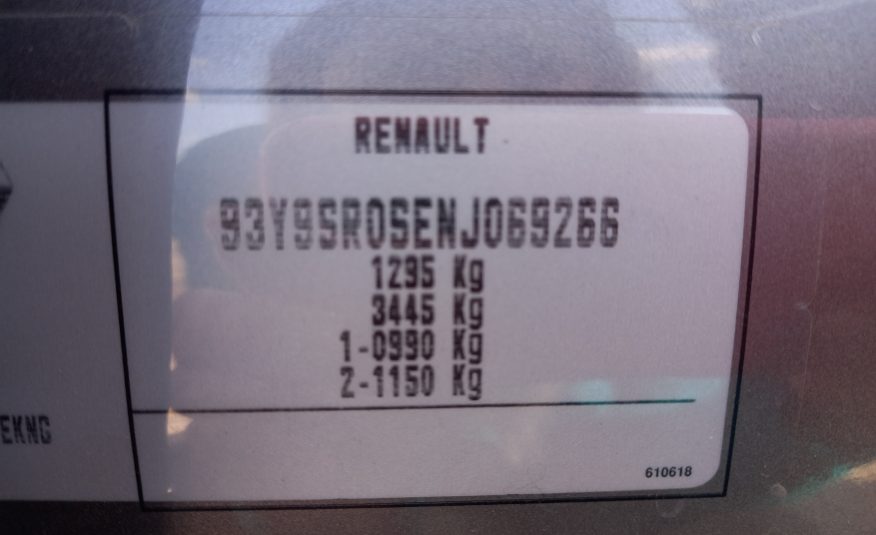 RENAULT
93Y9SR0SENJ069266
1295 Kg
3445 Kg
1-0990 Kg
2-1150 Kg
EKNG
610618